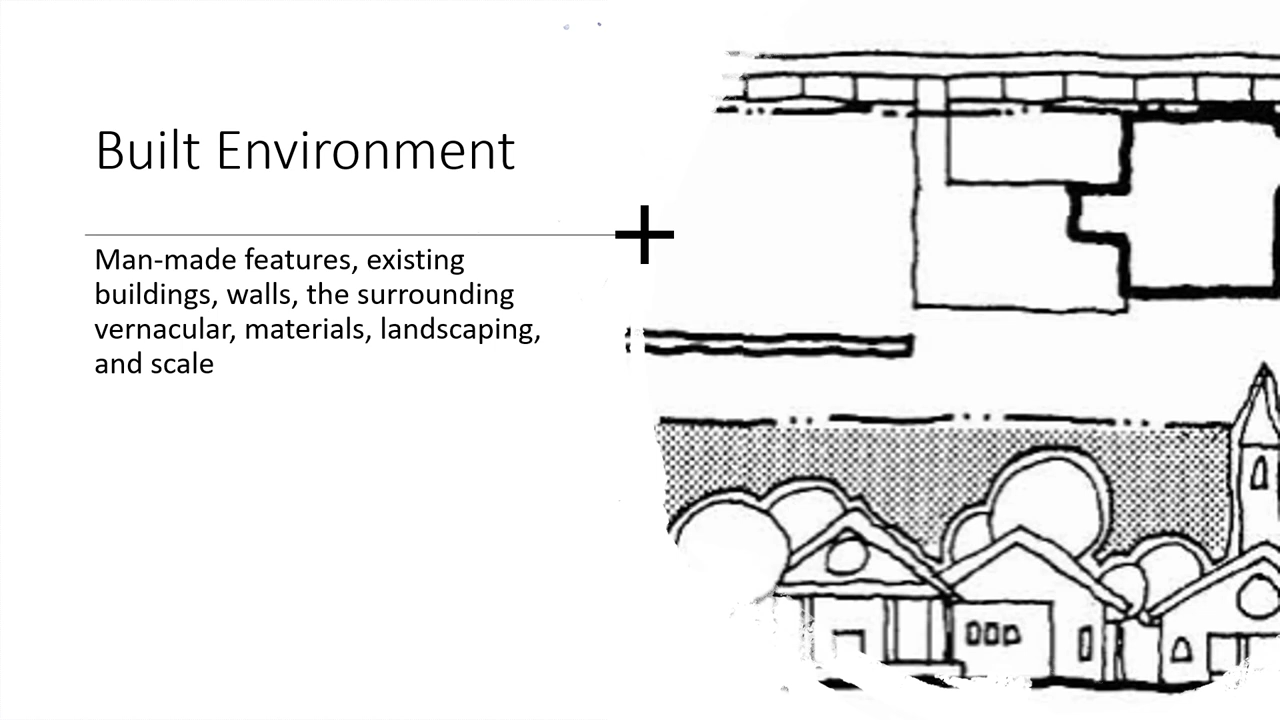 Built Environment
Man-made features, existing
buildings, walls, the surrounding
vernacular, materials, landscaping,
and scale